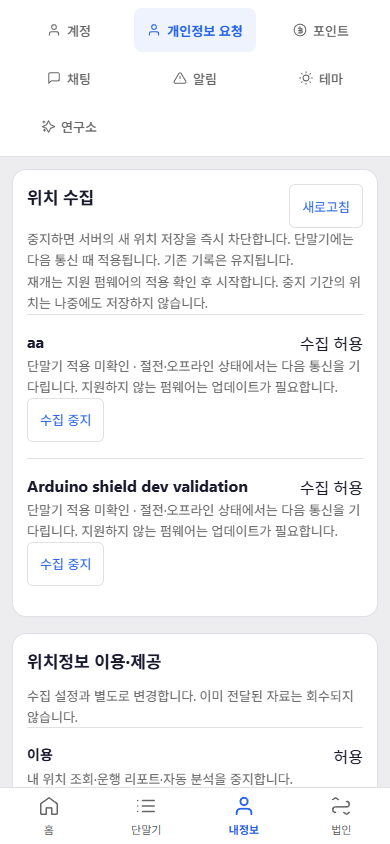 계정
개인정보 요청
포인트
채팅
알림
테마
연구소
위치 수집
새로고침
중지하면 서버의 새 위치 저장을 즉시 차단합니다. 단말기에는
다음 통신 때 적용됩니다. 기존 기록은 유지됩니다.
재개는 지원 펌웨어의 적용 확인 후 시작합니다. 중지 기간의 위
치는 나중에도 저장하지 않습니다.
aa
수집 허용
단말기 적용 미확인 · 절전·오프라인 상태에서는 다음 통신을 기
다립니다. 지원하지 않는 펌웨어는 업데이트가 필요합니다.
수집 중지
Arduino shield dev validation
수집 허용
단말기 적용 미확인 · 절전·오프라인 상태에서는 다음 통신을 기
다립니다. 지원하지 않는 펌웨어는 업데이트가 필요합니다.
수집 중지
위치정보 이용·제공
수집 설정과 별도로 변경합니다. 이미 전달된 자료는 회수되지
않습니다.
이용
허용
내 위치 조회·운행 리포트·자동 분석을 중지합니다.
홈
단말기
내정보
법인